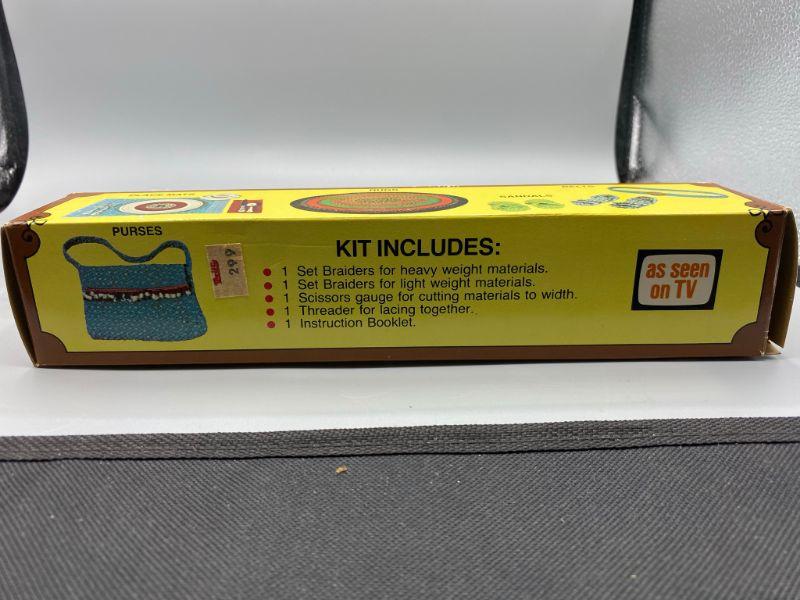 PLACE MATS
RUGS
SANDALS
BELTS
PURSES
299
KIT INCLUDES:
• 1 Set Braiders for heavy weight materials.
• 1 Set Braiders for light weight materials.
• 1 Scissors gauge for cutting materials to width.
• 1 Threader for lacing together.
• 1 Instruction Booklet.
as seen
on TV